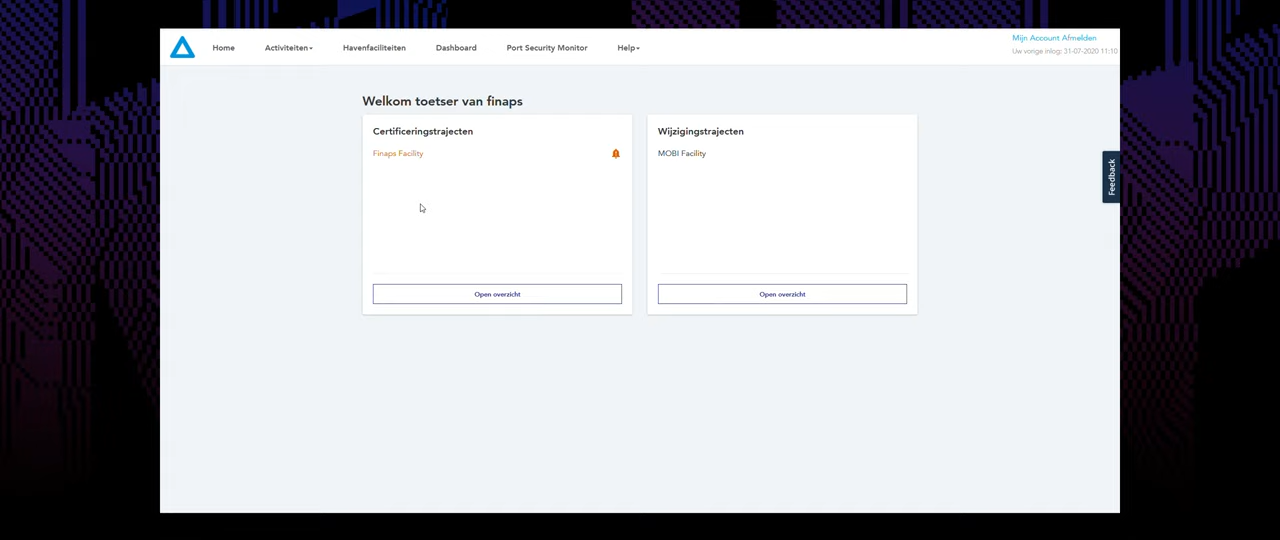 Home Activiteiten Havenfaciliteiten Dashboard Port Security Monitor Help
Mijn Account Afmelden
Uw vorige inlog: 31-07-2020 11:10
Feedback
Welkom toetser van finaps
Certificeringstrajecten
Finaps Facility
Open overzicht
Wijzigingstrajecten
MOBI Facility
Open overzicht